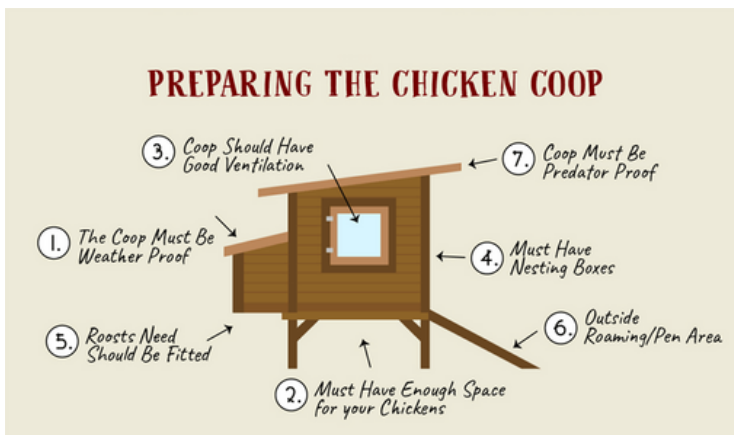 PREPARING THE CHICKEN COOP
3. Coop Should Have
Good Ventilation
7. Coop Must Be
Predator Proof
1. The Coop Must Be
Weather Proof
4. Must Have
Nesting Boxes
5. Roosts Need
Should Be Fitted
6. Outside
Roaming/Pen Area
2. Must Have Enough Space
for your Chickens